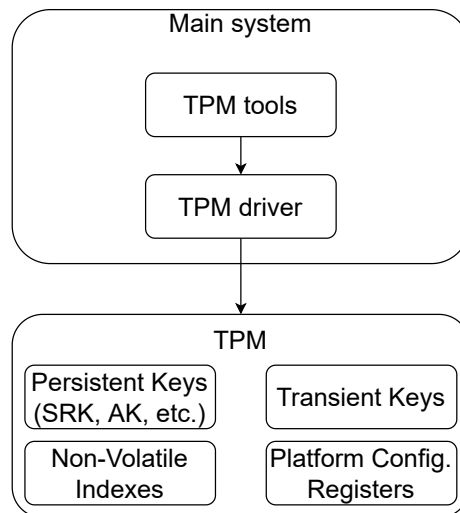 Main system
TPM tools
TPM driver
TPM
Persistent Keys
(SRK, AK, etc.)
Transient Keys
Non-Volatile
Indexes
Platform Config.
Registers